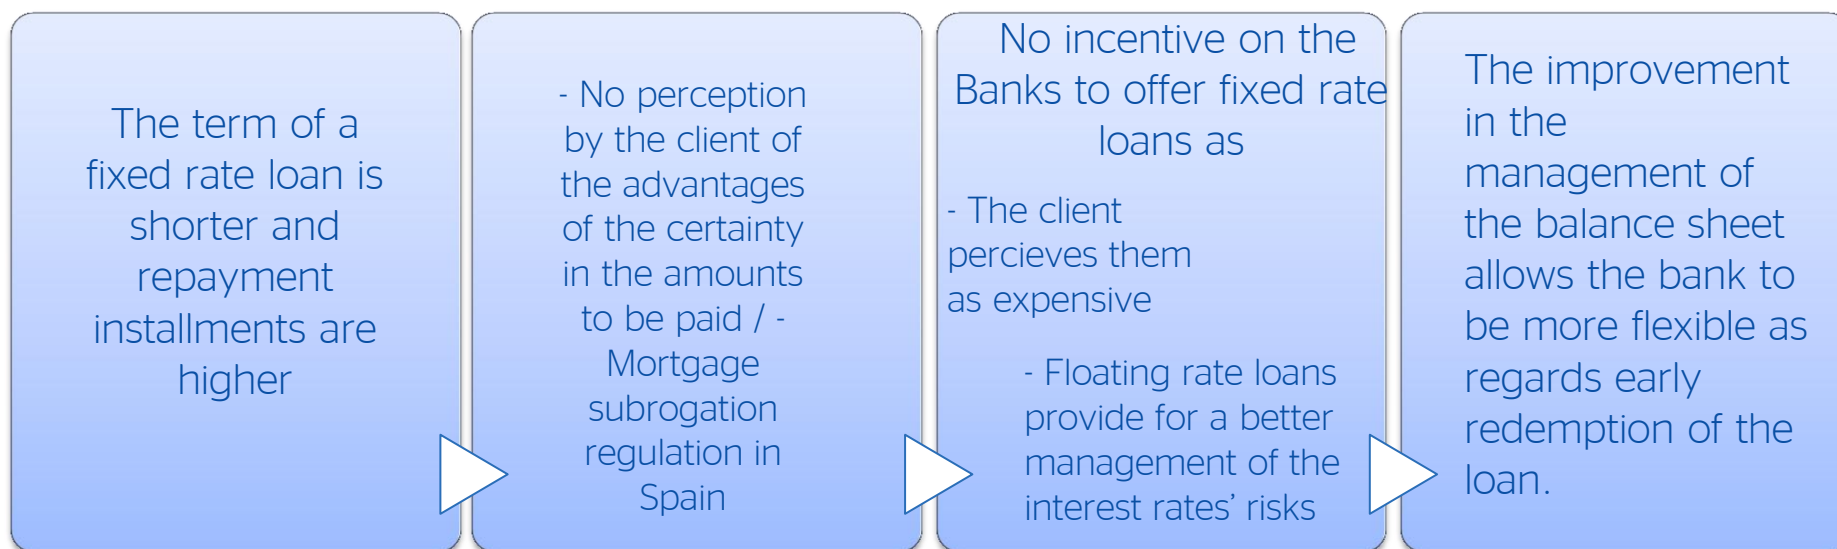 The term of a
fixed rate loan is
shorter and
repayment
installments are
higher
- No perception
by the client of
the advantages
of the certainty
in the amounts
to be paid / -
Mortgage
subrogation
regulation in
Spain
No incentive on the
Banks to offer fixed rate
loans as
- The client
percieves them
as expensive
- Floating rate loans
provide for a better
management of the
interest rates’ risks
The improvement
in the
management of
the balance sheet
allows the bank to
be more flexible as
regards early
redemption of the
loan.